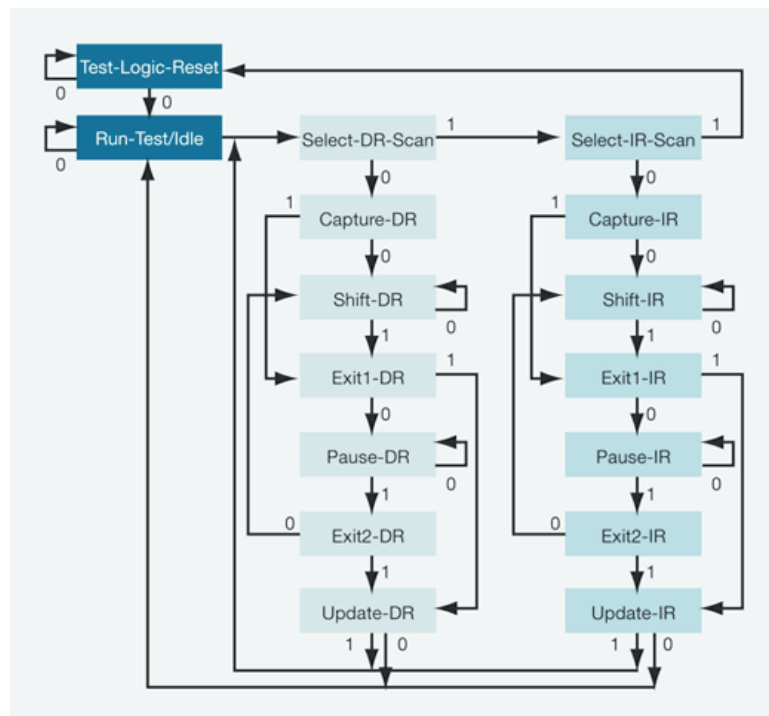 Test-Logic-Reset
0
0
Run-Test/Idle
0
Select-DR-Scan
1
Select-IR-Scan
1
0
0
1
Capture-DR
1
Capture-IR
0
0
Shift-DR
0
Shift-IR
0
1
1
Exit1-DR
1
Exit1-IR
1
0
0
Pause-DR
0
Pause-IR
0
1
1
0
Exit2-DR
0
Exit2-IR
1
1
Update-DR
Update-IR
1
0
1
0